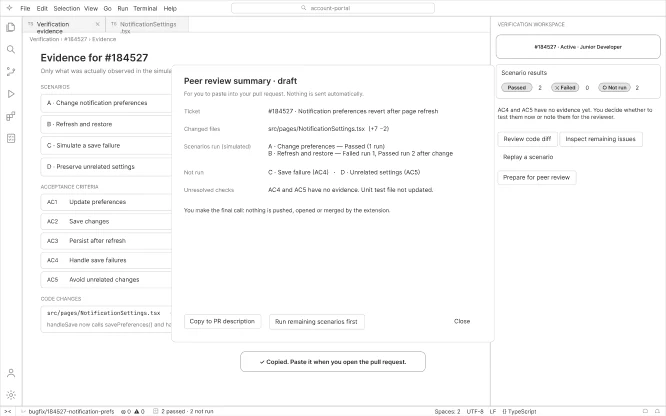 File Edit Selection View Go Run Terminal Help
account-portal
TS Verification evidence
TS NotificationSettings .tsx
Verification › #184527 › Evidence
Evidence for #184527
Only what was actually observed in the simula
SCENARIOS
A · Change notification preferences
B · Refresh and restore
C · Simulate a save failure
D · Preserve unrelated settings
ACCEPTANCE CRITERIA
AC1 Update preferences
AC2 Save changes
AC3 Persist after refresh
AC4 Handle save failures
AC5 Avoid unrelated changes
CODE CHANGES
src/pages/NotificationSettings.tsx
handleSave now calls savePreferences() and ha
Peer review summary · draft
For you to paste into your pull request. Nothing is sent automatically.
Ticket #184527 · Notification preferences revert after page refresh
Changed files src/pages/NotificationSettings.tsx (+7 −2)
Scenarios run (simulated) A · Change preferences — Passed (1 run)
B · Refresh and restore — Failed run 1, Passed run 2 after change
Not run C · Save failure (AC4) · D · Unrelated settings (AC5)
Unresolved checks AC4 and AC5 have no evidence. Unit test file not updated.
You make the final call: nothing is pushed, opened or merged by the extension.
Copy to PR description
Run remaining scenarios first
Close
✓ Copied. Paste it when you open the pull request.
VERIFICATION WORKSPACE
#184527 · Active · Junior Developer
Scenario results
Passed 2 × Failed 0 Not run 2
AC4 and AC5 have no evidence yet. You decide whether to
test them now or note them for the reviewer.
Review code diff
Inspect remaining issues
Replay a scenario
Prepare for peer review
bugfix/184527-notification-prefs 0 0 2 passed · 2 not run Spaces: 2 UTF-8 LF {} TypeScript